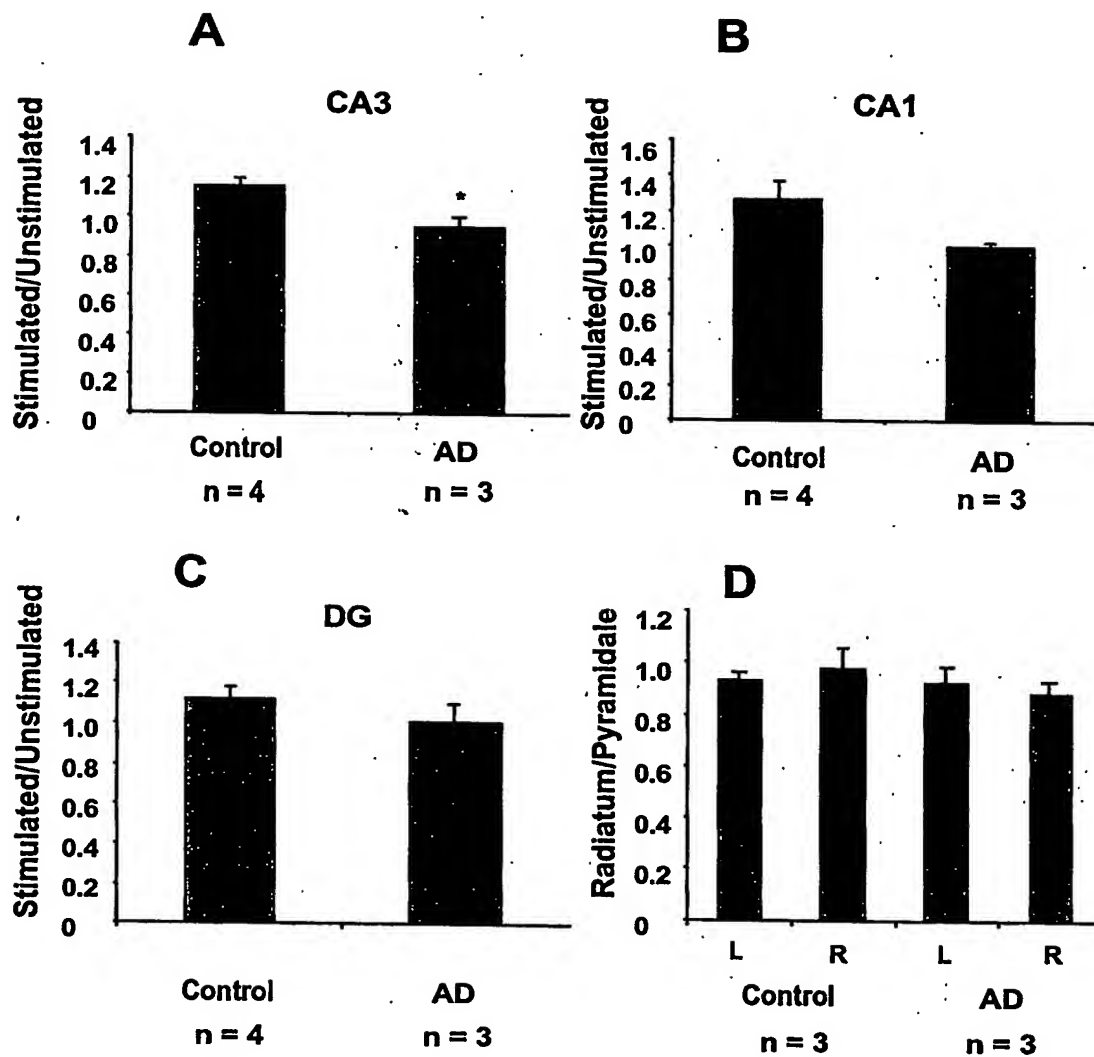 A
CA3
Stimulated/Unstimulated
1.4
1.2
1.0
0.8
0.6
0.4
0.2
0
*
Control
AD
n = 4
n = 3
B
CA1
Stimulated/Unstimulated
1.6
1.4
1.2
1.0
0.8
0.6
0.4
0.2
0
Control
AD
n = 4
n = 3
C
DG
Stimulated/Unstimulated
1.4
1.2
1.0
0.8
0.6
0.4
0.2
0
Control
AD
n = 4
n = 3
D
Radiatum/Pyramidale
1.2
1.0
0.8
0.6
0.4
0.2
0
L R L R
Control
AD
n = 3
n = 3